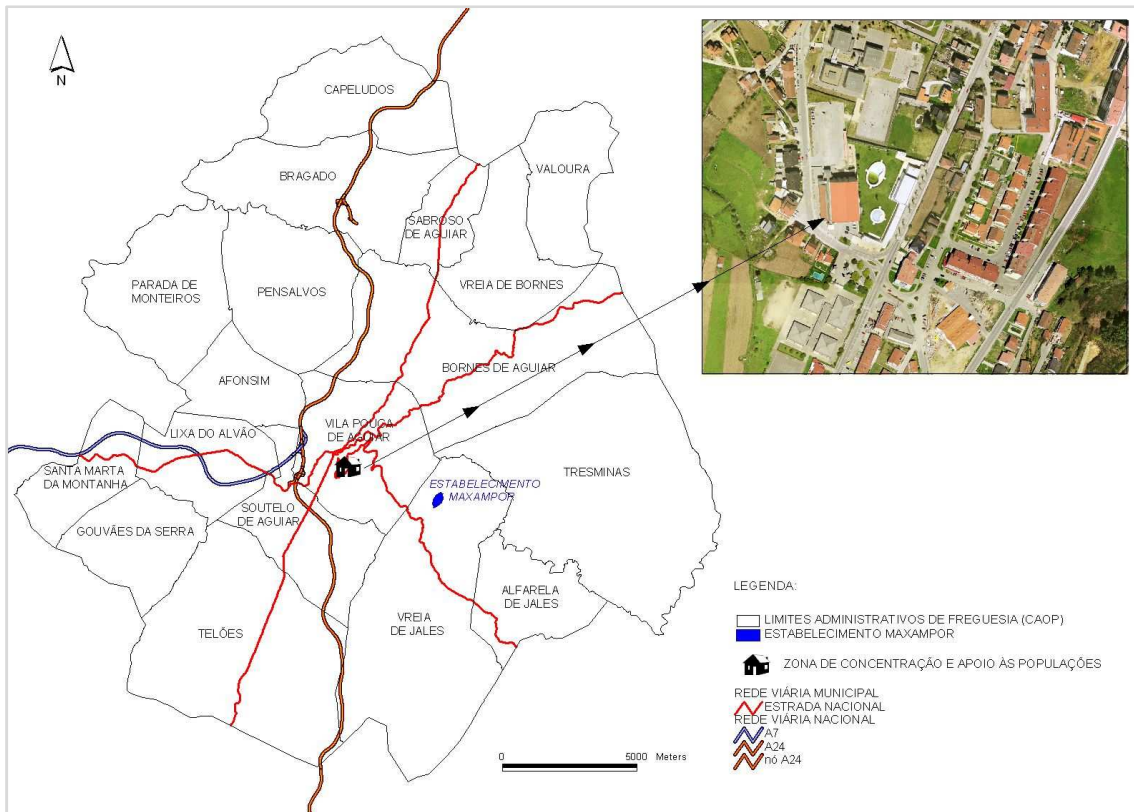 N
CAPELUDOS
BRAGADO
VALOURA
SABROSO
DE AGUIAR
PARADA DE
MONTEIROS
PENSALVOS
VREIA DE BORNES
AFONSIM
BORNES DE AGUIAR
LIXA DO ALVÃO
VILA POUCA
DE AGUIAR
SANTA MARTA
DA MONTANHA
TRESMINAS
ESTABELECIMENTO
MAXAMPOR
SOUTELO
DE AGUIAR
GOUVÃES DA SERRA
ALFARELA
DE JALES
VREIA
DE JALES
TELÕES
LEGENDA:
LIMITES ADMINISTRATIVOS DE FREGUESIA (CAOP)
ESTABELECIMENTO MAXAMPOR
ZONA DE CONCENTRAÇÃO E APOIO ÀS POPULAÇÕES
REDE VIÁRIA MUNICIPAL
ESTRADA NACIONAL
REDE VIÁRIA NACIONAL
A7
A24
nó A24
0 5000 Meters